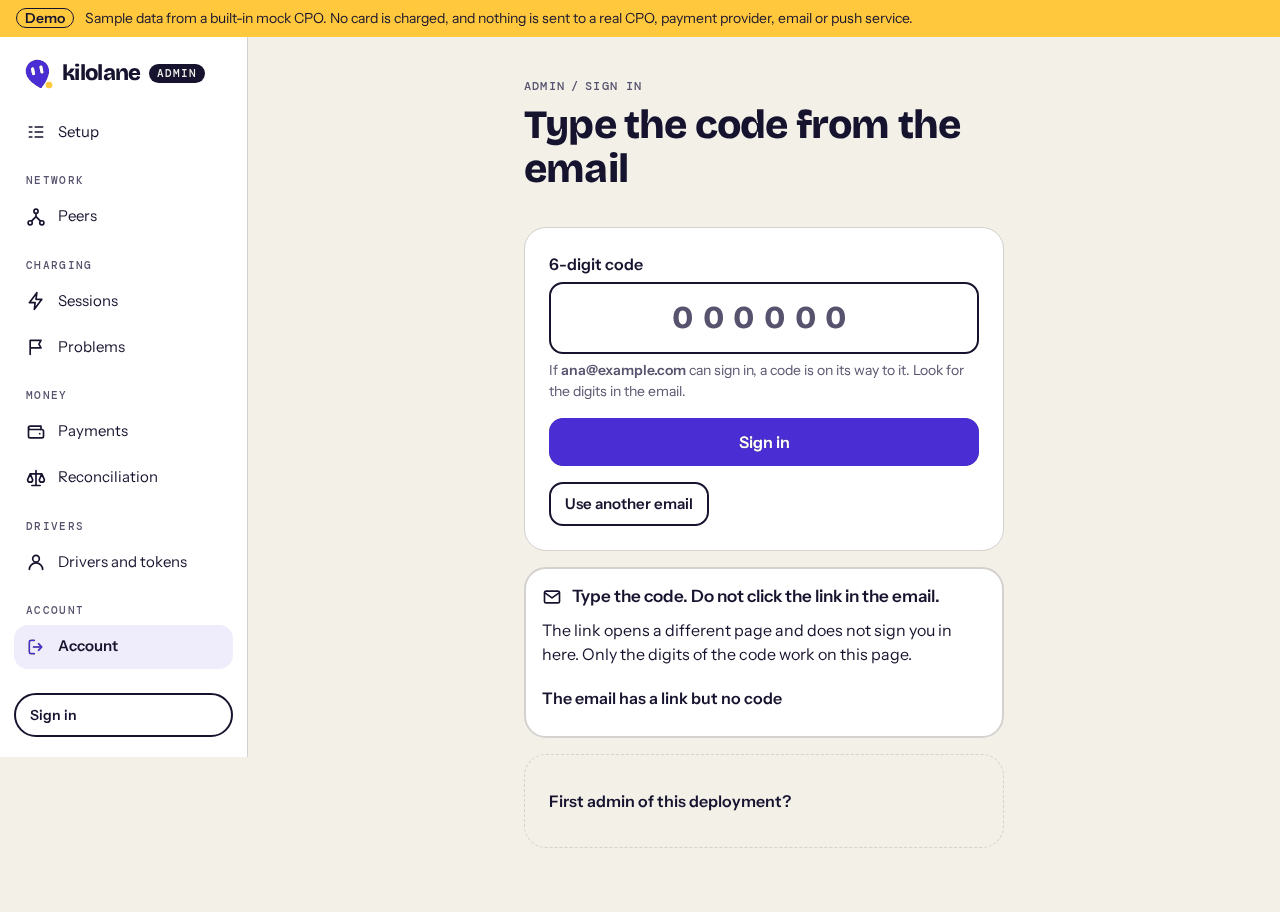 Demo Sample data from a built-in mock CPO. No card is charged, and nothing is sent to a real CPO, payment provider, email or push service.
kilolane ADMIN
Setup
NETWORK
Peers
CHARGING
Sessions
Problems
MONEY
Payments
Reconciliation
DRIVERS
Drivers and tokens
ACCOUNT
Account
Sign in
ADMIN / SIGN IN
Type the code from the
email
6-digit code
000000
If ana@example.com can sign in, a code is on its way to it. Look for
the digits in the email.
Sign in
Use another email
Type the code. Do not click the link in the email.
The link opens a different page and does not sign you in
here. Only the digits of the code work on this page.
The email has a link but no code
First admin of this deployment?